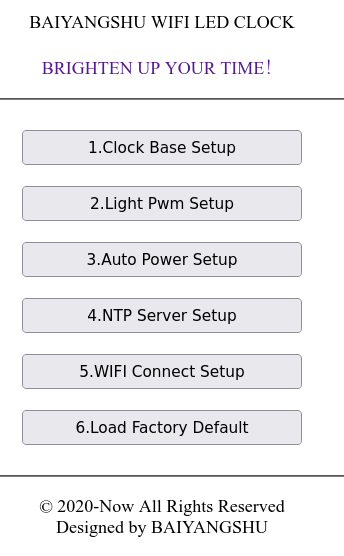 BAIYANGSHU WIFI LED CLOCK
BRIGHTEN UP YOUR TIME！
1.Clock Base Setup
2.Light Pwm Setup
3.Auto Power Setup
4.NTP Server Setup
5.WIFI Connect Setup
6.Load Factory Default
© 2020-Now All Rights Reserved
Designed by BAIYANGSHU